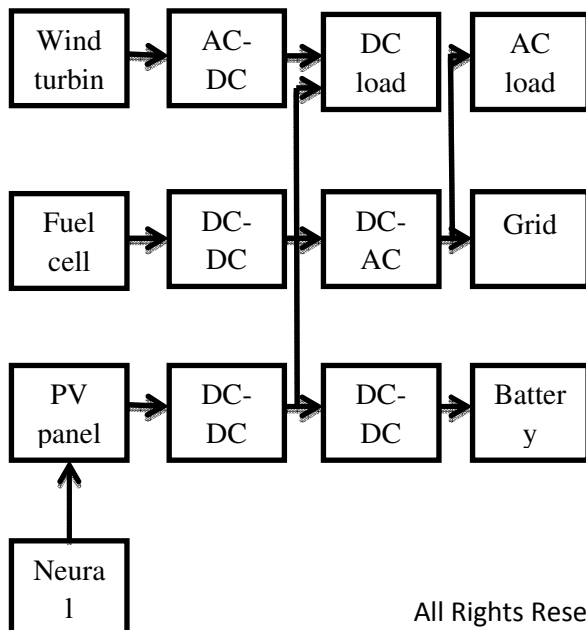 Wind
turbin
AC-
DC
DC
load
AC
load
Fuel
cell
DC-
DC
DC-
AC
Grid
PV
panel
DC-
DC
DC-
DC
Batter
y
Neura
l
All Rights Rese